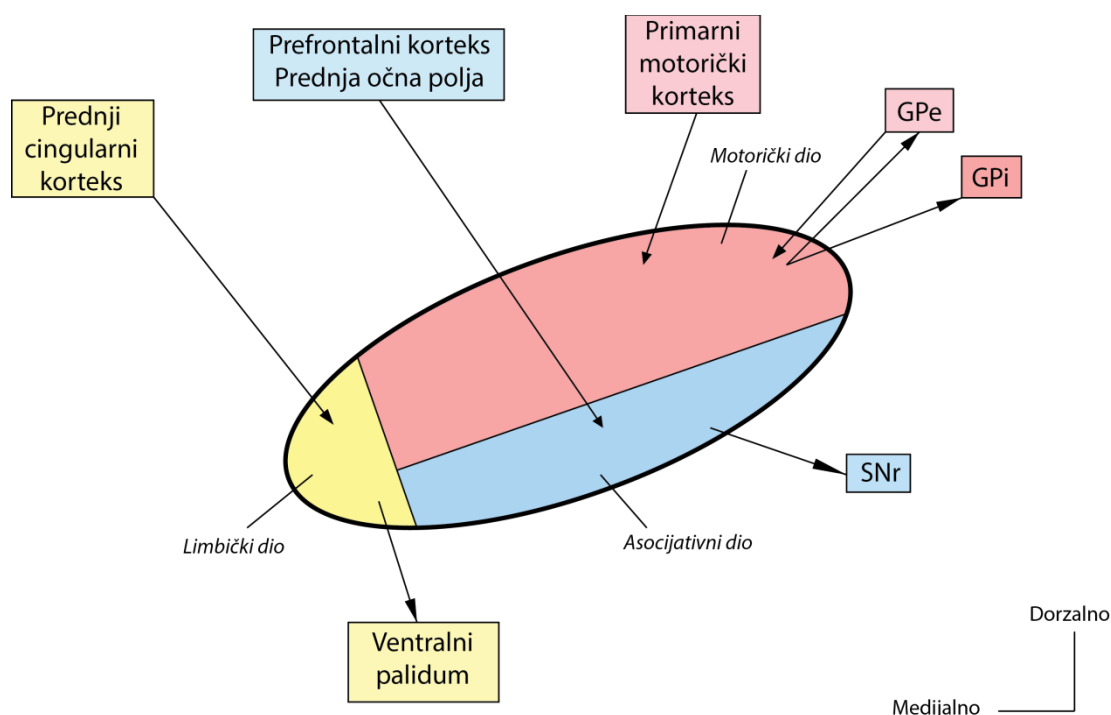 Prefrontalni korteks
Prednja očna polja
Primarni
motorički
korteks
Prednji
cingularni
korteks
GPe
Motorički dio
GPi
SNr
Limbički dio
Asocijativni dio
Ventralni
palidum
Dorzalno
Medijalno